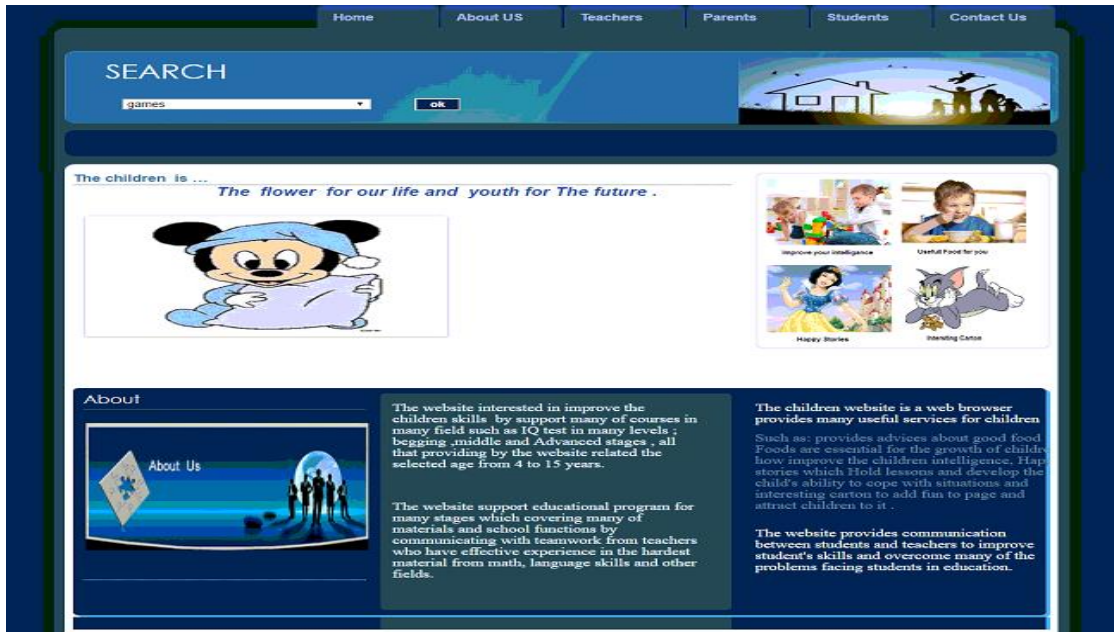 Home About US Teachers Parents Students Contact Us
SEARCH
games ok
The children is ...
The flower for our life and youth for The future .
Improve your intelligance
Usefull Food for you
Happy Stories
Intersting Carton
About
About Us
The website interested in improve the
children skills by support many of courses in
many field such as IQ test in many levels ;
begging ,middle and Advanced stages , all
that providing by the website related the
selected age from 4 to 15 years.
The website support educational program for
many stages which covering many of
materials and school functions by
communicating with teamwork from teachers
who have effective experience in the hardest
material from math, language skills and other
fields.
The children website is a web browser
provides many useful services for children
Such as: provides advices about good food
Foods are essential for the growth of childre
how improve the children intelligence, Hap
stories which Hold lessons and develop the
child's ability to cope with situations and
interesting carton to add fun to page and
attract children to it .
The website provides communication
between students and teachers to improve
student's skills and overcome many of the
problems facing students in education.